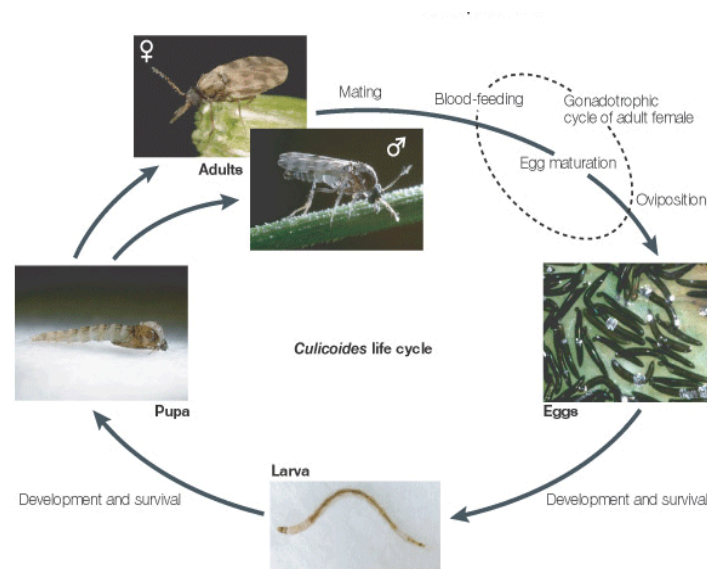 ♀
Mating
Blood-feeding
Gonadotrophic
cycle of adult female
Adults
♂
Egg maturation
Oviposition
Culicoides life cycle
Pupa
Eggs
Larva
Development and survival
Development and survival